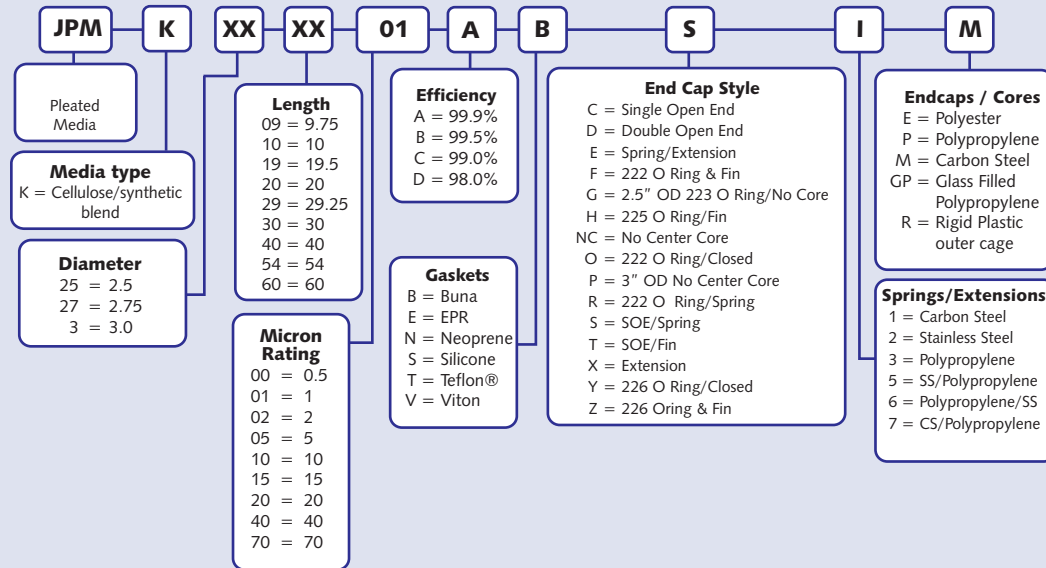 JPM K XX XX 01 A B S I M
Pleated
Media
Media type
K = Cellulose/synthetic
blend
Diameter
25 = 2.5
27 = 2.75
3 = 3.0
Length
09 = 9.75
10 = 10
19 = 19.5
20 = 20
29 = 29.25
30 = 30
40 = 40
54 = 54
60 = 60
Micron
Rating
00 = 0.5
01 = 1
02 = 2
05 = 5
10 = 10
15 = 15
20 = 20
40 = 40
70 = 70
Efficiency
A = 99.9%
B = 99.5%
C = 99.0%
D = 98.0%
Gaskets
B = Buna
E = EPR
N = Neoprene
S = Silicone
T = Teflon®
V = Viton
End Cap Style
C = Single Open End
D = Double Open End
E = Spring/Extension
F = 222 O Ring & Fin
G = 2.5" OD 223 O Ring/No Core
H = 225 O Ring/Fin
NC = No Center Core
O = 222 O Ring/Closed
P = 3" OD No Center Core
R = 222 O Ring/Spring
S = SOE/Spring
T = SOE/Fin
X = Extension
Y = 226 O Ring/Closed
Z = 226 Oring & Fin
Endcaps / Cores
E = Polyester
P = Polypropylene
M = Carbon Steel
GP = Glass Filled
Polypropylene
R = Rigid Plastic
outer cage
Springs/Extensions
1 = Carbon Steel
2 = Stainless Steel
3 = Polypropylene
5 = SS/Polypropylene
6 = Polypropylene/SS
7 = CS/Polypropylene